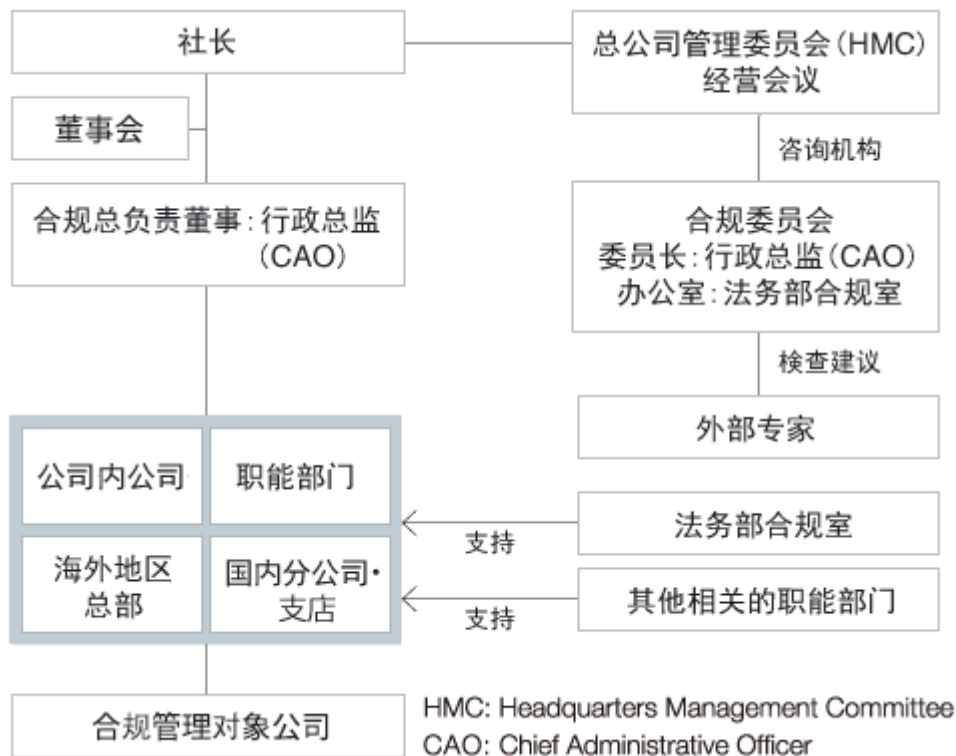 社长
总公司管理委员会(HMC)
经营会议
董事会
咨询机构
合规总负责董事:行政总监
(CAO)
合规委员会
委员长:行政总监(CAO)
办公室:法务部合规室
検查建议
外部专家
公司内公司
职能部门
海外地区
总部
国内分公司·
支店
支持
法务部合规室
支持
其他相关的职能部门
合规管理对象公司
HMC: Headquarters Management Committee
CAO: Chief Administrative Officer